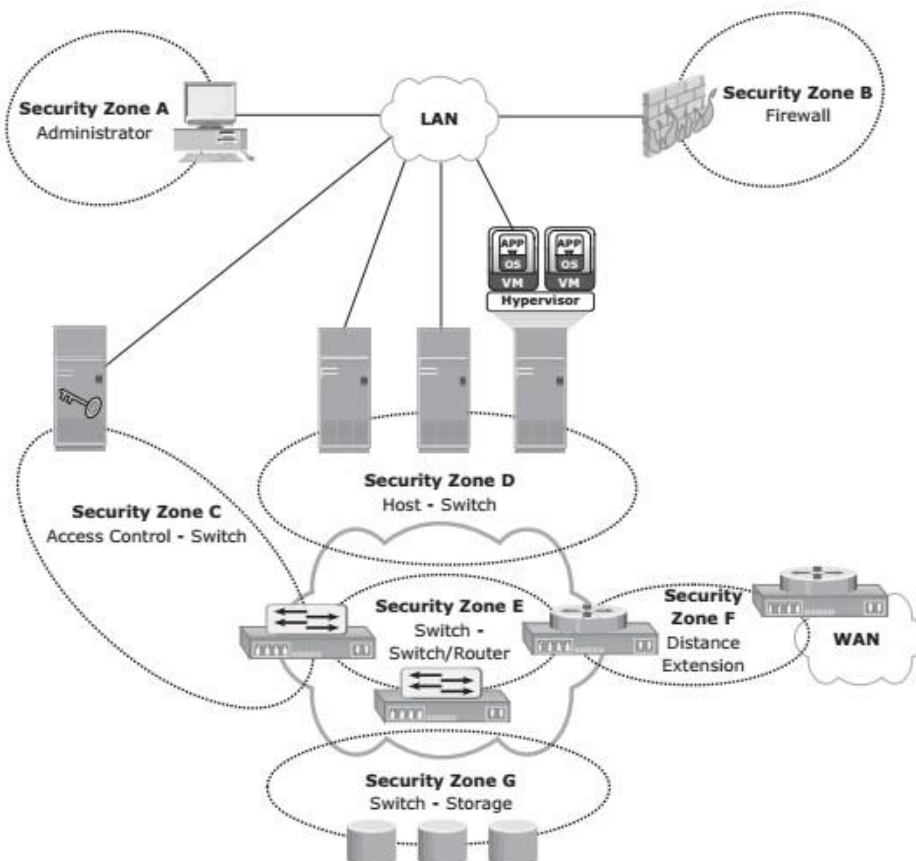 Security Zone A
Administrator
LAN
Security Zone B
Firewall
APP
OS
VM
APP
OS
VM
Hypervisor
Security Zone D
Host - Switch
Security Zone C
Access Control - Switch
Security Zone E
Switch -
Switch/Router
Security
Zone F
Distance
Extension
WAN
Security Zone G
Switch - Storage